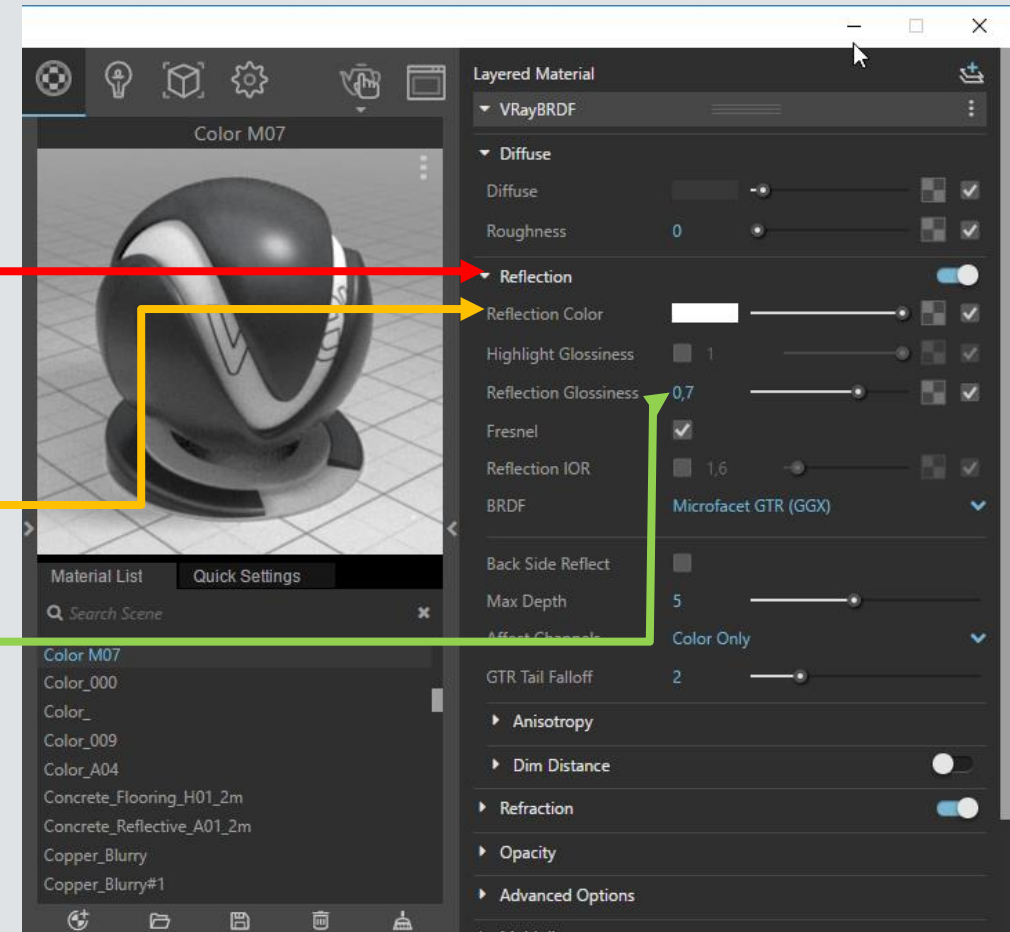 Color M07
Material List
Quick Settings
Search Scene
Color M07
Color_000
Color_
Color_009
Color_A04
Concrete_Flooring_H01_2m
Concrete_Reflective_A01_2m
Copper_Blurry
Copper_Blurry#1
Layered Material
VRayBRDF
Diffuse
Diffuse
Roughness 0
Reflection
Reflection Color
Highlight Glossiness 1
Reflection Glossiness 0,7
Fresnel
Reflection IOR 1,6
BRDF Microfacet GTR (GGX)
Back Side Reflect
Max Depth 5
Affect Channels Color Only
GTR Tail Falloff 2
Anisotropy
Dim Distance
Refraction
Opacity
Advanced Options